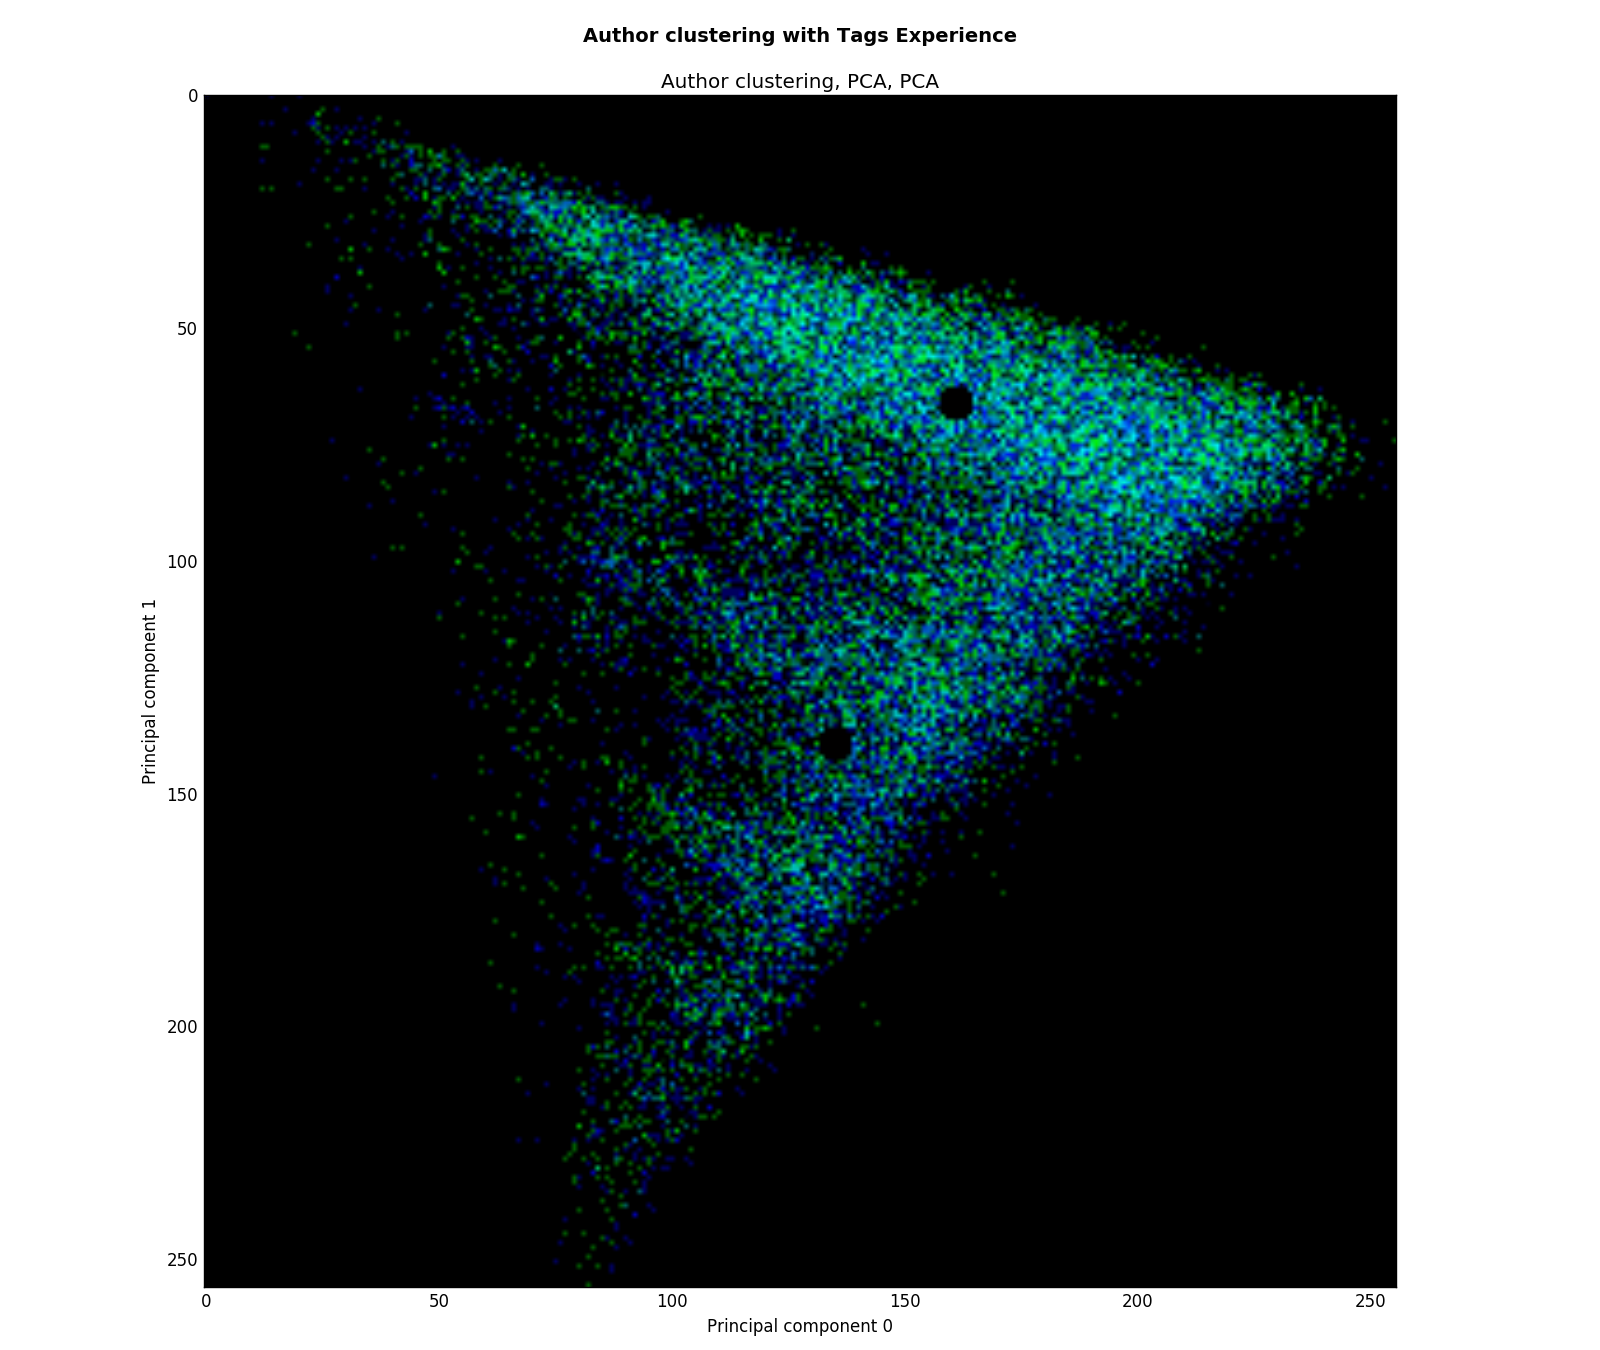 Author clustering with Tags Experience
Author clustering, PCA, PCA
0
50
100
150
200
250
Principal component 1
0 50 100 150 200 250
Principal component 0